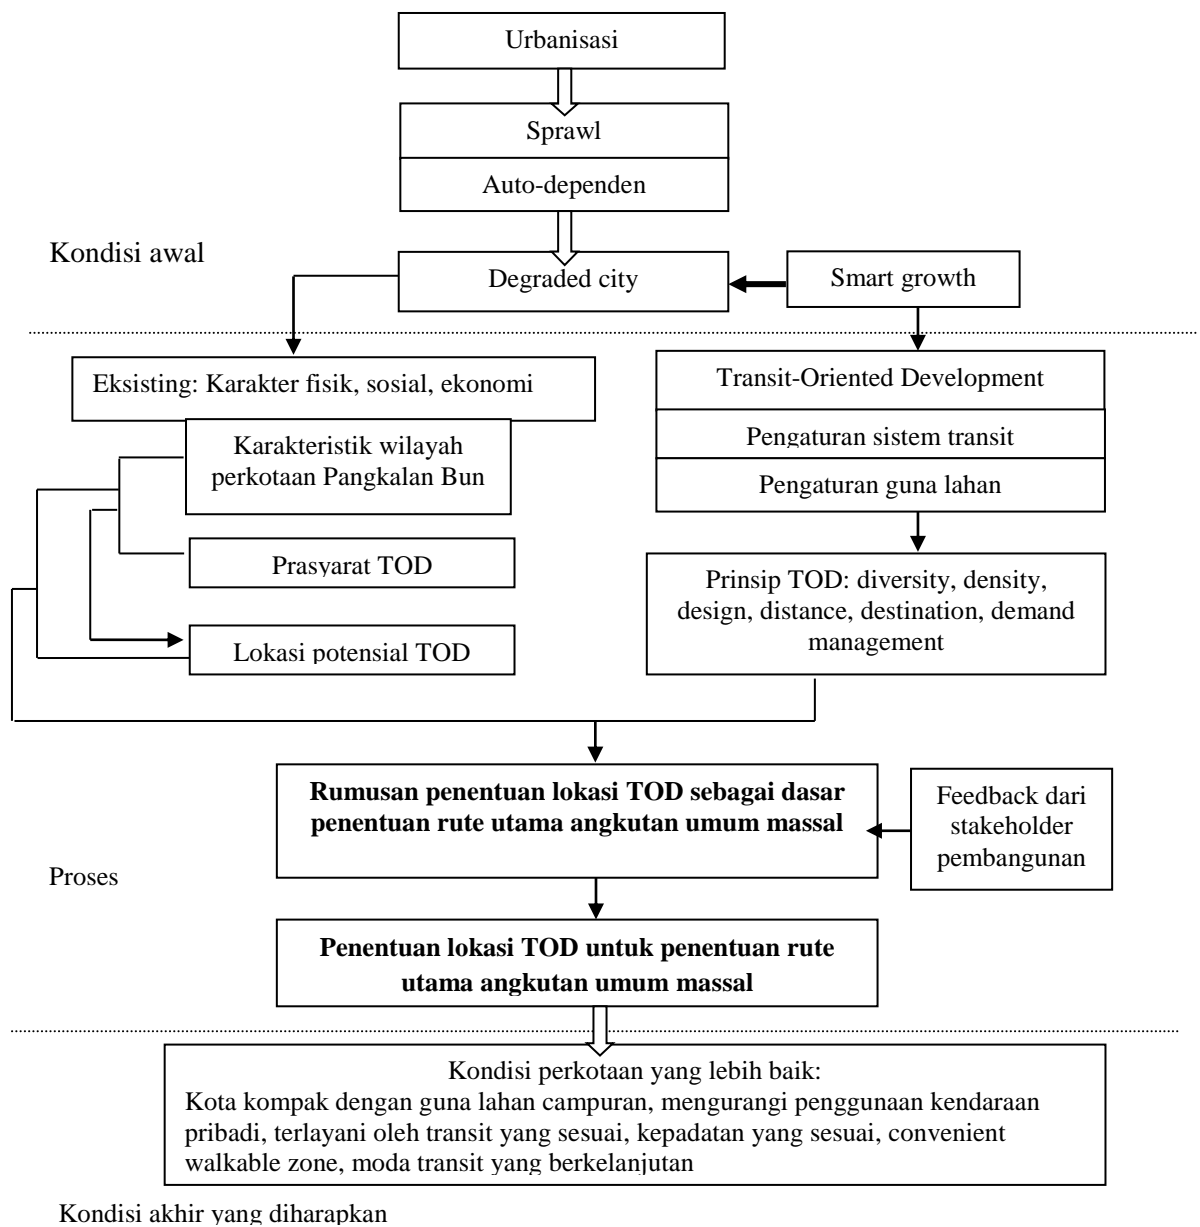 Urbanisasi
Sprawl
Auto-dependen
Kondisi awal
Degraded city
Smart growth
Eksisting: Karakter fisik, sosial, ekonomi
Karakteristik wilayah
perkotaan Pangkalan Bun
Prasyarat TOD
Lokasi potensial TOD
Transit-Oriented Development
Pengaturan sistem transit
Pengaturan guna lahan
Prinsip TOD: diversity, density,
design, distance, destination, demand
management
Rumusan penentuan lokasi TOD sebagai dasar
penentuan rute utama angkutan umum massal
Feedback dari
stakeholder
pembangunan
Proses
Penentuan lokasi TOD untuk penentuan rute
utama angkutan umum massal
Kondisi perkotaan yang lebih baik:
Kota kompak dengan guna lahan campuran, mengurangi penggunaan kendaraan
pribadi, terlayani oleh transit yang sesuai, kepadatan yang sesuai, convenient
walkable zone, moda transit yang berkelanjutan
Kondisi akhir yang diharapkan